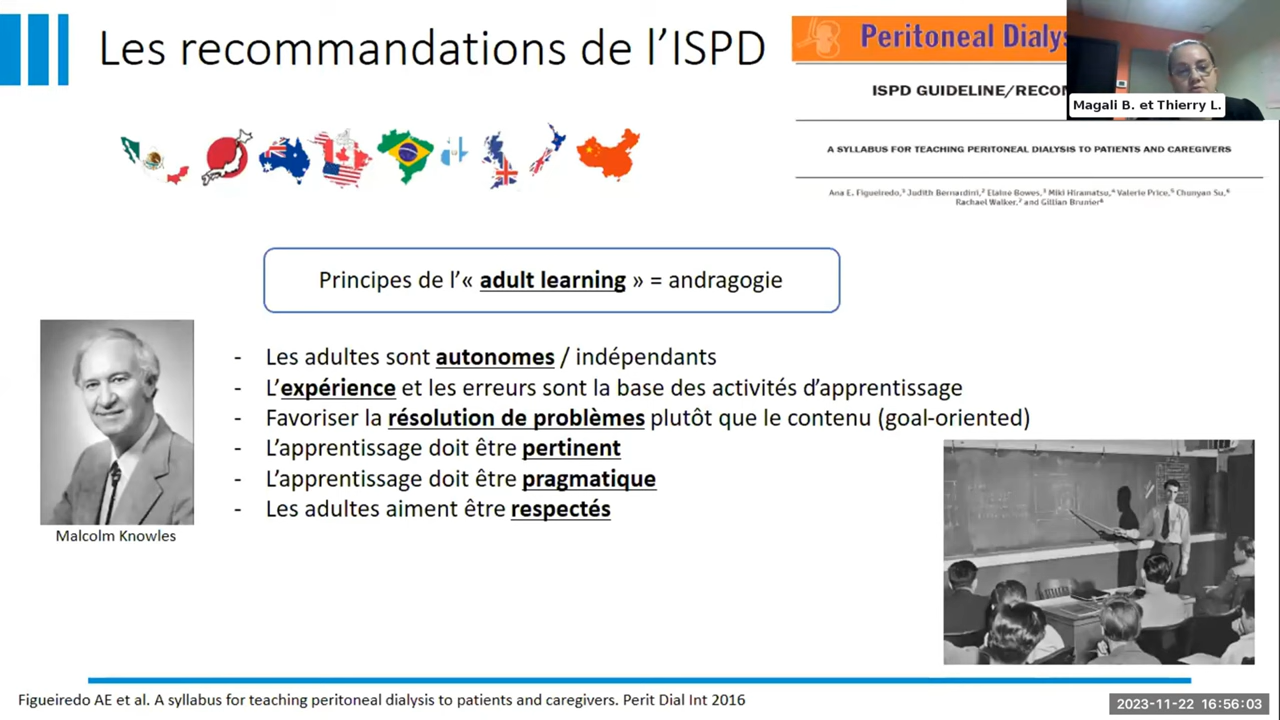 Les recommandations de l’ISPD
Peritoneal
ISPD GUIDELINE/
A SYLLABUS FOR TEACHING PERITONEAL DIALYSIS TO PATIENTS AND CAREGIVERS
Ana E. Figueiredo,¹ Judith Bernardini,² Elaine Bowes,³ Miki Hiramatsu,⁴ Valerie Price,⁵ Chunyan Su,⁶
Rachael Walker,⁷ and Gillian Brunier⁸
Magali B. et Thierry L.
Principes de l’« adult learning » = andragogie
- Les adultes sont autonomes / indépendants
- L’expérience et les erreurs sont la base des activités d’apprentissage
- Favoriser la résolution de problèmes plutôt que le contenu (goal-oriented)
- L’apprentissage doit être pertinent
- L’apprentissage doit être pragmatique
- Les adultes aiment être respectés
Malcolm Knowles
Figueiredo AE et al. A syllabus for teaching peritoneal dialysis to patients and caregivers. Perit Dial Int 2016
2023-11-22 16:56:03